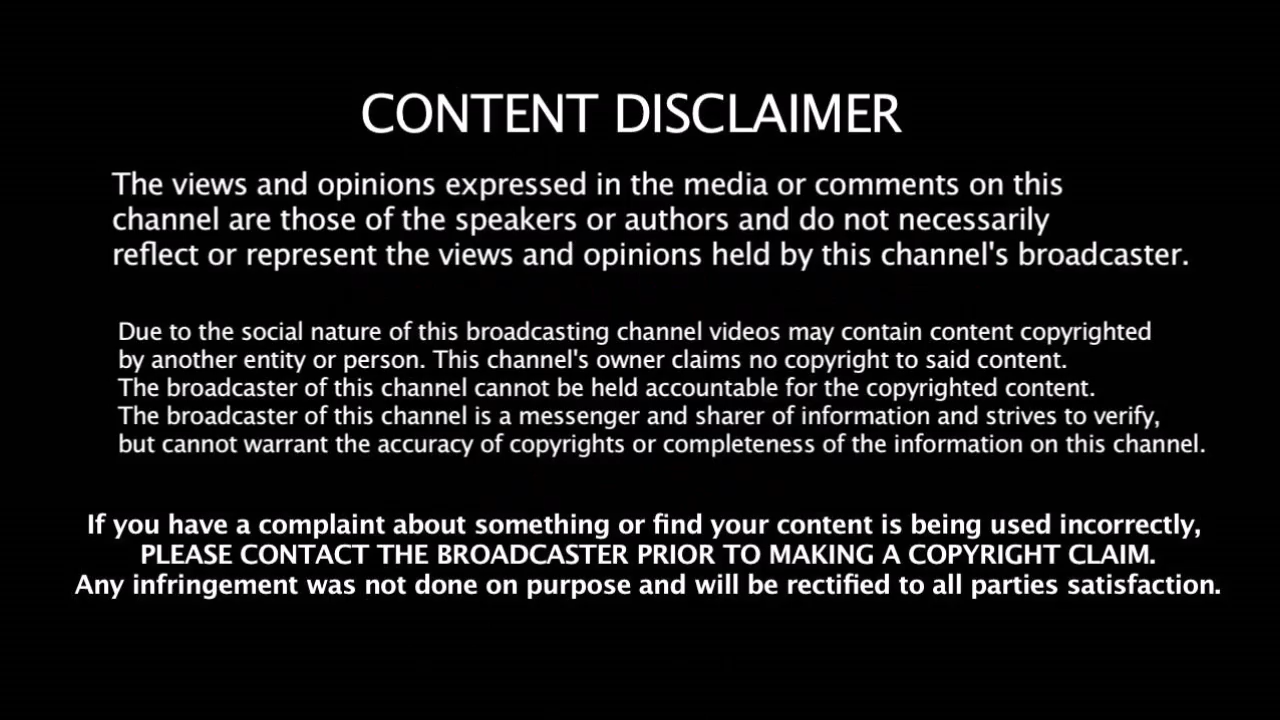 CONTENT DISCLAIMER
The views and opinions expressed in the media or comments on this
channel are those of the speakers or authors and do not necessarily
reflect or represent the views and opinions held by this channel's broadcaster.
Due to the social nature of this broadcasting channel videos may contain content copyrighted
by another entity or person. This channel's owner claims no copyright to said content.
The broadcaster of this channel cannot be held accountable for the copyrighted content.
The broadcaster of this channel is a messenger and sharer of information and strives to verify,
but cannot warrant the accuracy of copyrights or completeness of the information on this channel.
If you have a complaint about something or find your content is being used incorrectly,
PLEASE CONTACT THE BROADCASTER PRIOR TO MAKING A COPYRIGHT CLAIM.
Any infringement was not done on purpose and will be rectified to all parties satisfaction.